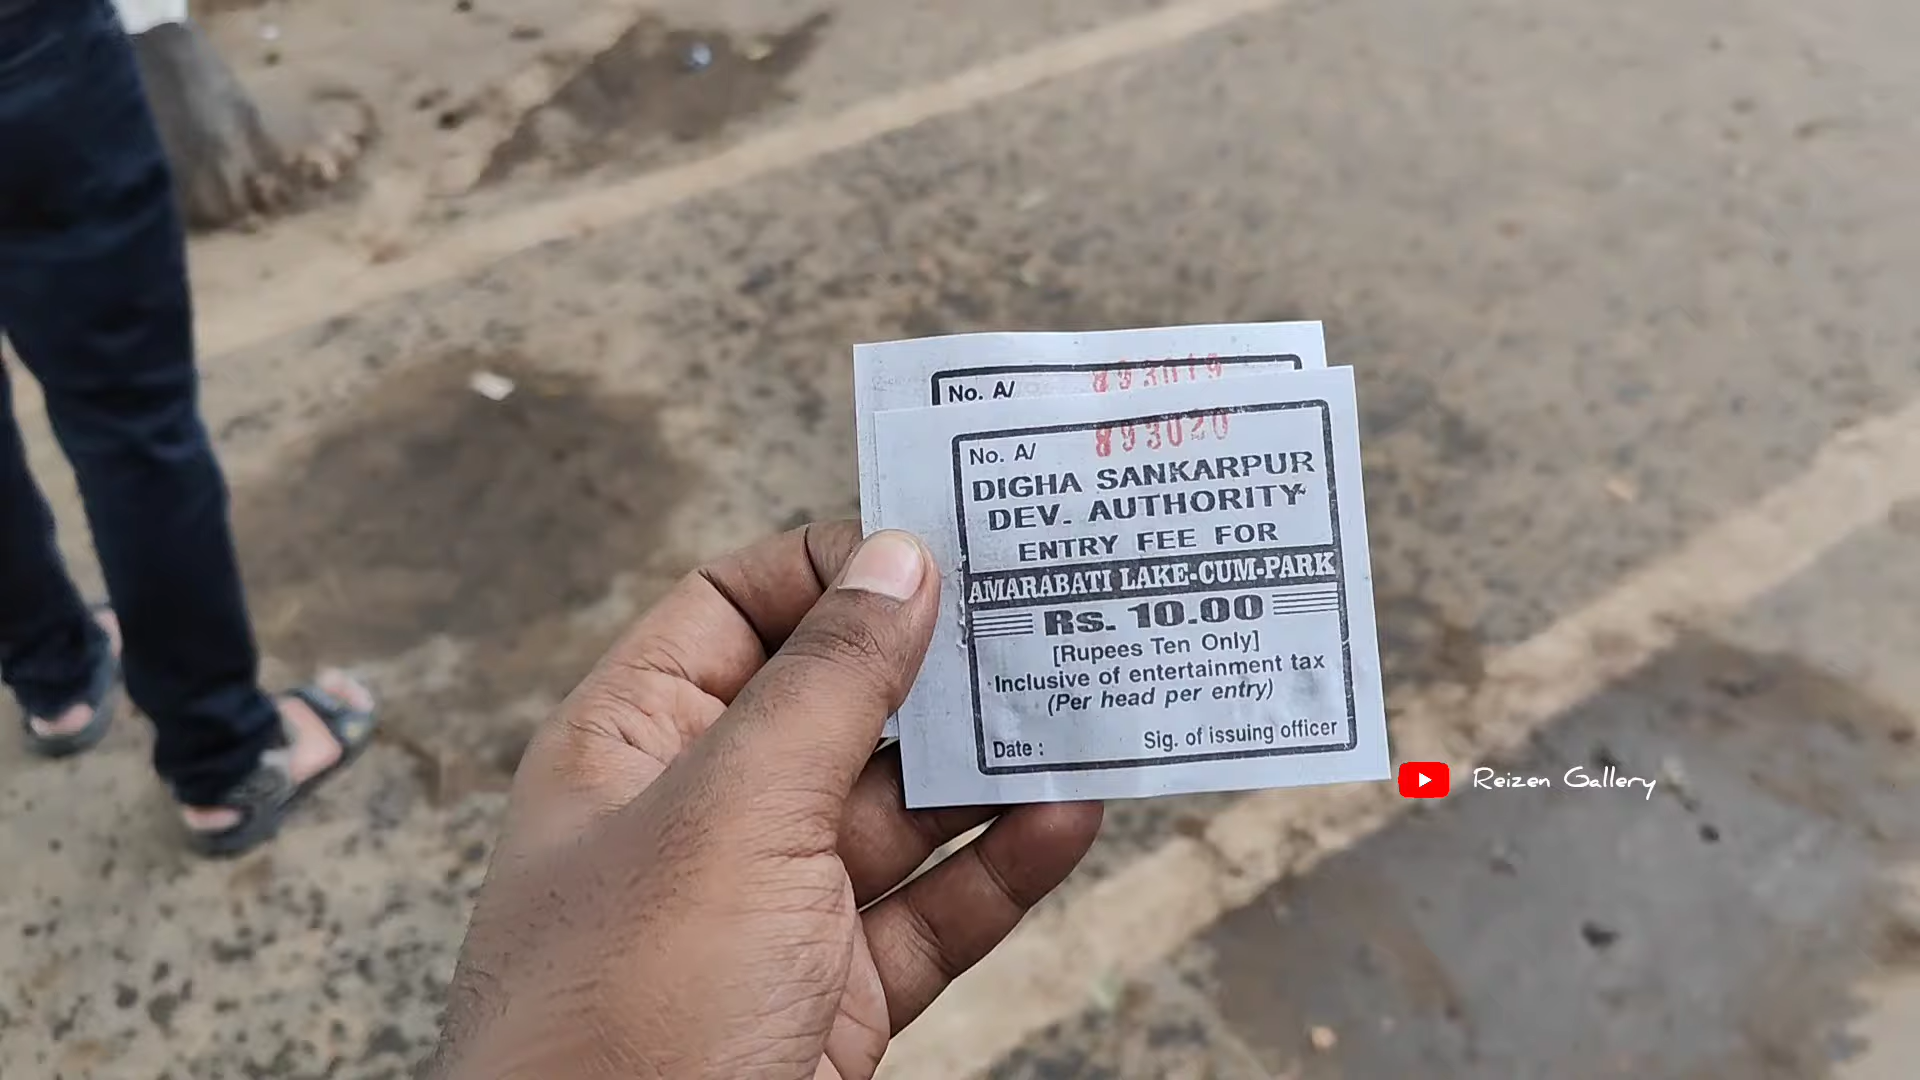 No. A/ 893019
No. A/ 893020
DIGHA SANKARPUR
DEV. AUTHORITY
ENTRY FEE FOR
AMARABATI LAKE-CUM-PARK
Rs. 10.00
[Rupees Ten Only]
Inclusive of entertainment tax
(Per head per entry)
Date : Sig. of issuing officer
Reizen Gallery